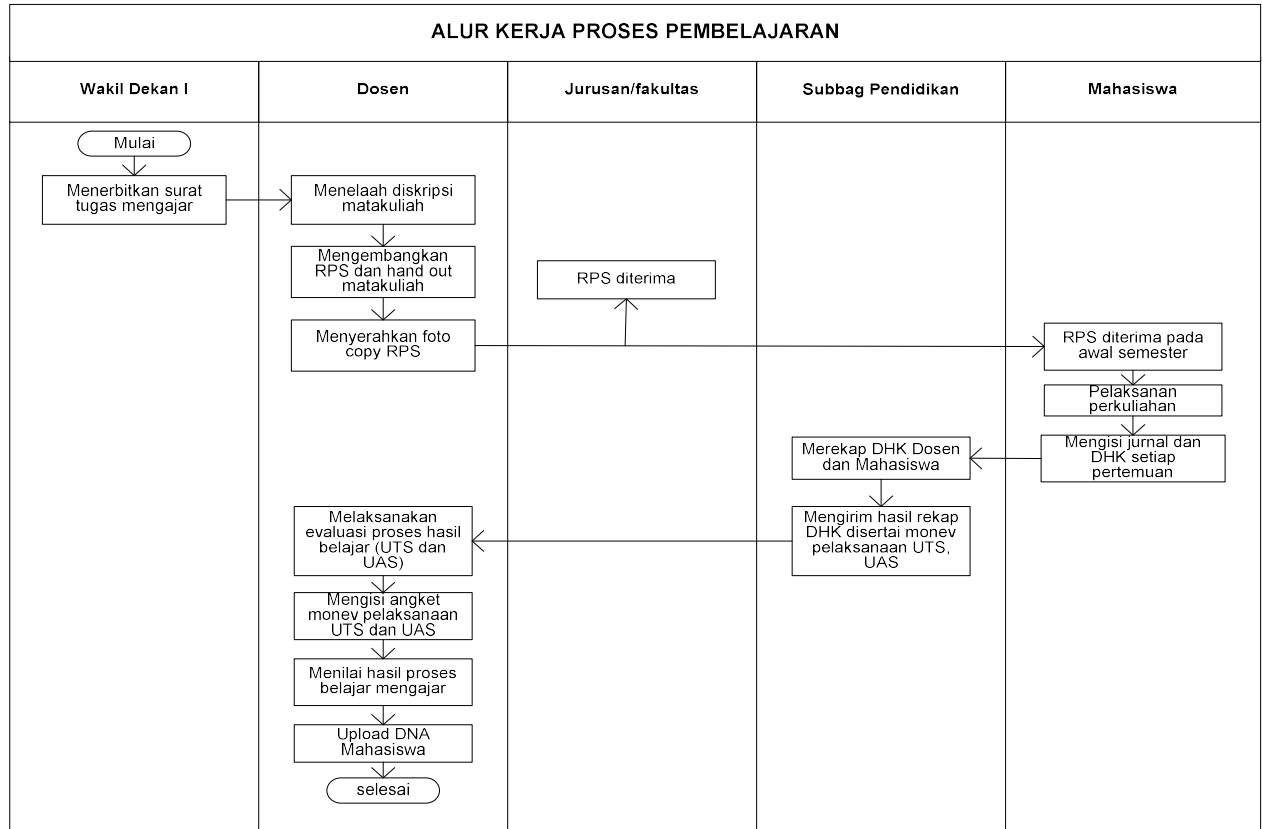 ALUR KERJA PROSES PEMBELAJARAN
Wakil Dekan I
Dosen
Jurusan/fakultas
Subbag Pendidikan
Mahasiswa
Mulai
Menerbitkan surat
tugas mengajar
Menelaah diskripsi
matakuliah
Mengembangkan
RPS dan hand out
matakuliah
Menyerahkan foto
copy RPS
RPS diterima
RPS diterima pada
awal semester
Pelaksanan
perkuliahan
Mengisi jurnal dan
DHK setiap
pertemuan
Merekap DHK Dosen
dan Mahasiswa
Mengirim hasil rekap
DHK disertai monev
pelaksanaan UTS,
UAS
Melaksanakan
evaluasi proses hasil
belajar (UTS dan
UAS)
Mengisi angket
monev pelaksanaan
UTS dan UAS
Menilai hasil proses
belajar mengajar
Upload DNA
Mahasiswa
selesai